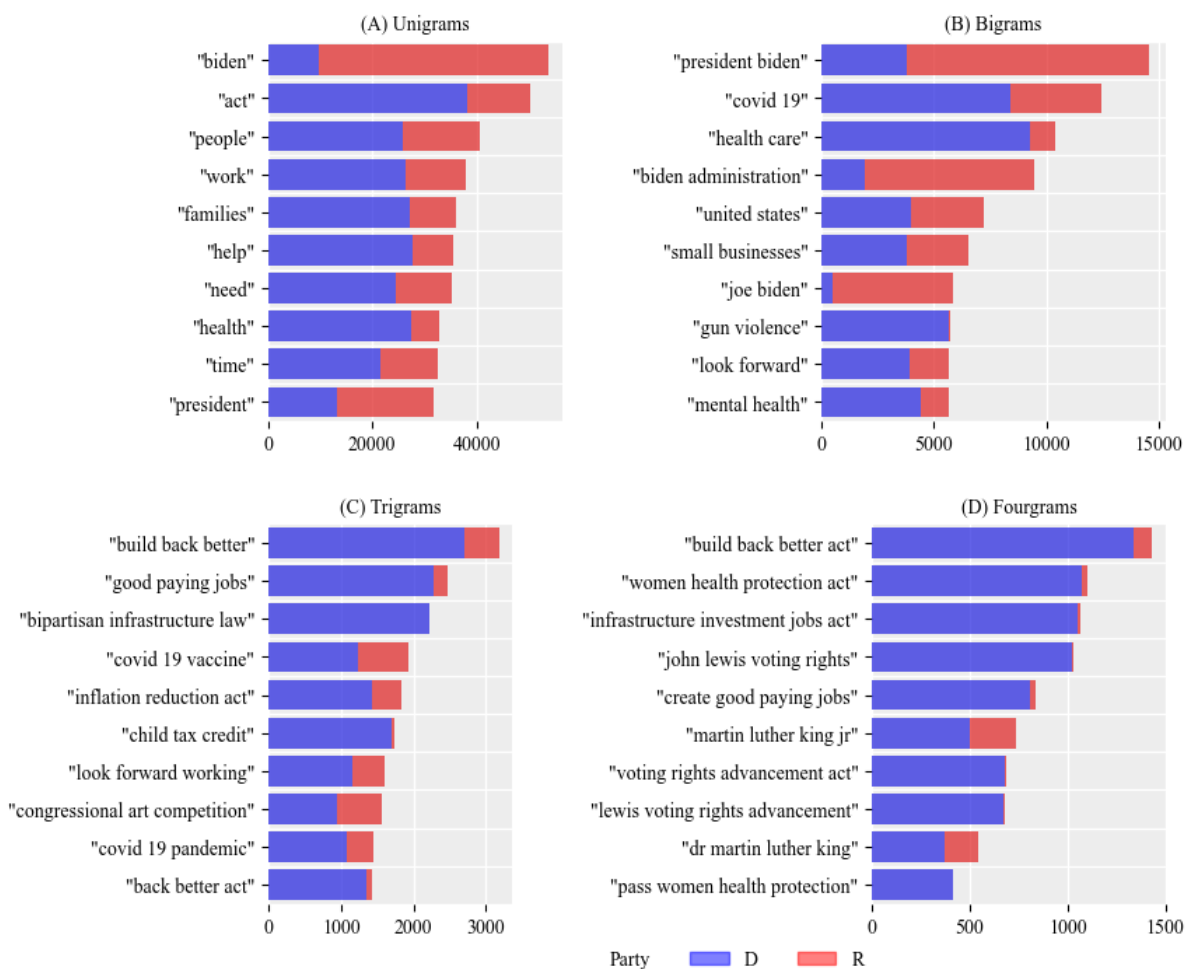 (A) Unigrams
"biden"
"act"
"people"
"work"
"families"
"help"
"need"
"health"
"time"
"president"
0 20000 40000
(B) Bigrams
"president biden"
"covid 19"
"health care"
"biden administration"
"united states"
"small businesses"
"joe biden"
"gun violence"
"look forward"
"mental health"
0 5000 10000 15000
(C) Trigrams
"build back better"
"good paying jobs"
"bipartisan infrastructure law"
"covid 19 vaccine"
"inflation reduction act"
"child tax credit"
"look forward working"
"congressional art competition"
"covid 19 pandemic"
"back better act"
0 1000 2000 3000
(D) Fourgrams
"build back better act"
"women health protection act"
"infrastructure investment jobs act"
"john lewis voting rights"
"create good paying jobs"
"martin luther king jr"
"voting rights advancement act"
"lewis voting rights advancement"
"dr martin luther king"
"pass women health protection"
0 500 1000 1500
Party D R